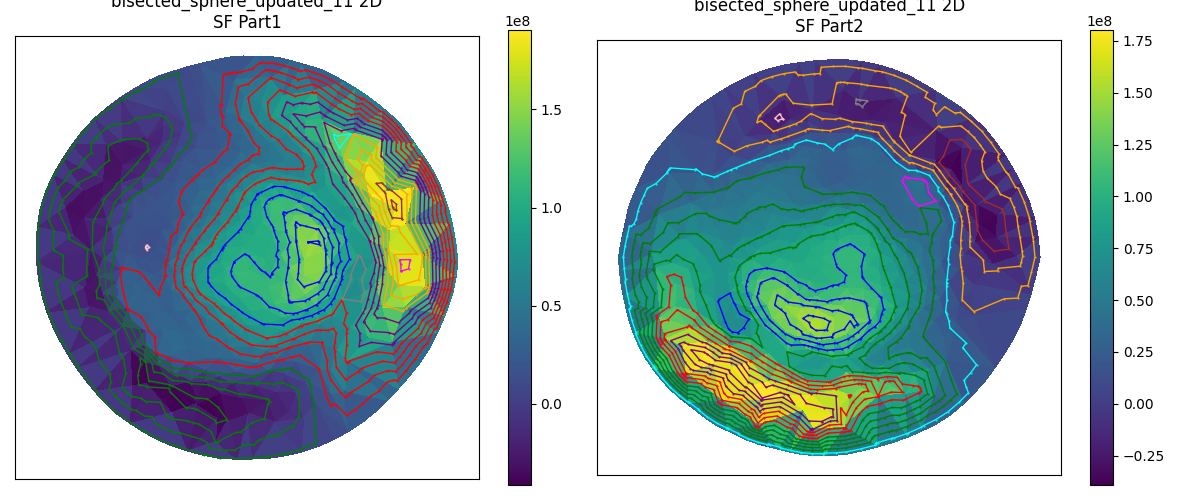 bisected_sphere_updated_11 2D
SF Part1
1e8
1.5
1.0
0.5
0.0
bisected_sphere_updated_11 2D
SF Part2
1e8
1.75
1.50
1.25
1.00
0.75
0.50
0.25
0.00
−0.25